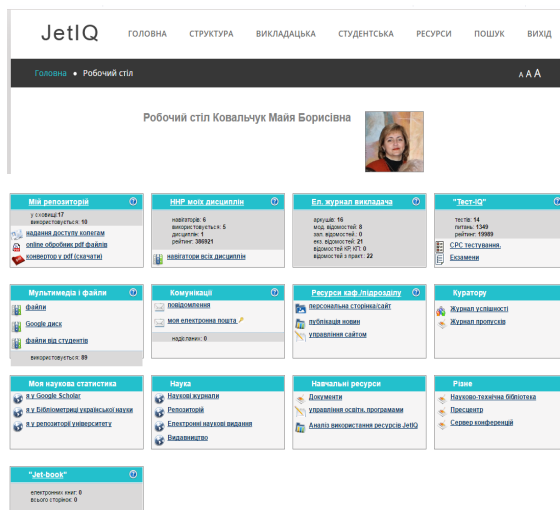 JetIQ
ГОЛОВНА СТРУКТУРА ВИКЛАДАЦЬКА СТУДЕНТСЬКА РЕСУРСИ ПОШУК ВИХІД
Головна • Робочий стіл
A A A
Робочий стіл Ковальчук Майя Борисівна
Мій репозиторій
у сховищі:17
використовується: 10
надання доступу колегам
online обробник pdf файлів
конвертор у pdf (скачати)
ННР моїх дисциплін
навігаторів: 6
використовується: 5
дисциплін: 1
рейтинг: 386921
навігатори всіх дисциплін
Ел. журнал викладача
аркушів: 16
мод. відомостей: 8
зал. відомостей : 0
екз. відомостей: 21
відомостей КР, КП: 0
відомостей з практ: 22
"Тест-IQ"
тестів: 14
питань: 1349
рейтинг: 19989
СРС тестування.
Екзамени
Мультимедіа і файли
файли
Google диск
файли від студентів
використовується: 89
Комунікації
повідомлення
моя електронна пошта
надісланих: 0
Ресурси каф./підрозділу
персональна сторінка/сайт
публікація новин
управління сайтом
Куратору
Журнал успішності
Журнал пропусків
Моя наукова статистика
я у Google Scholar
я у Бібліометриці української науки
я у репозиторії університету
Наука
Наукові журнали
Репозиторій
Електронні наукові видання
Видавництво
Навчальні ресурси
Документи
управління освітн. програмами
Аналіз використання ресурсів JetIQ
Різне
Науково-технічна бібліотека
Пресцентр
Сервер конференцій
"Jet-book"
електронних книг: 0
всього сторінок: 0